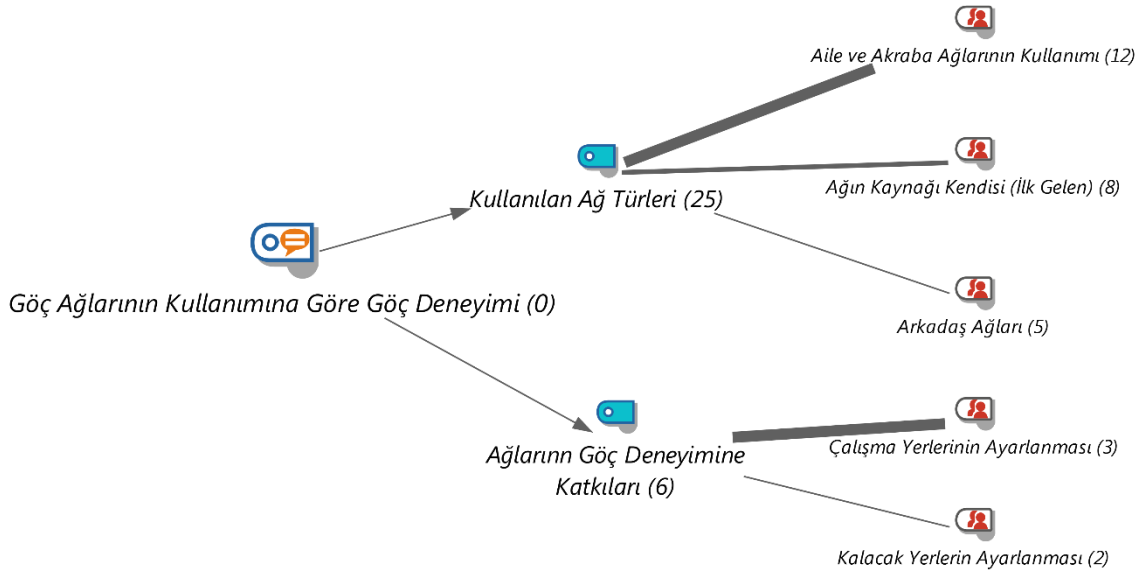 Aile ve Akraba Ağlarının Kullanımı (12)
Ağın Kaynağı Kendisi (İlk Gelen) (8)
Kullanılan Ağ Türleri (25)
Göç Ağlarının Kullanımına Göre Göç Deneyimi (0)
Arkadaş Ağları (5)
Ağlarınn Göç Deneyimine
Katkıları (6)
Çalışma Yerlerinin Ayarlanması (3)
Kalacak Yerlerin Ayarlanması (2)